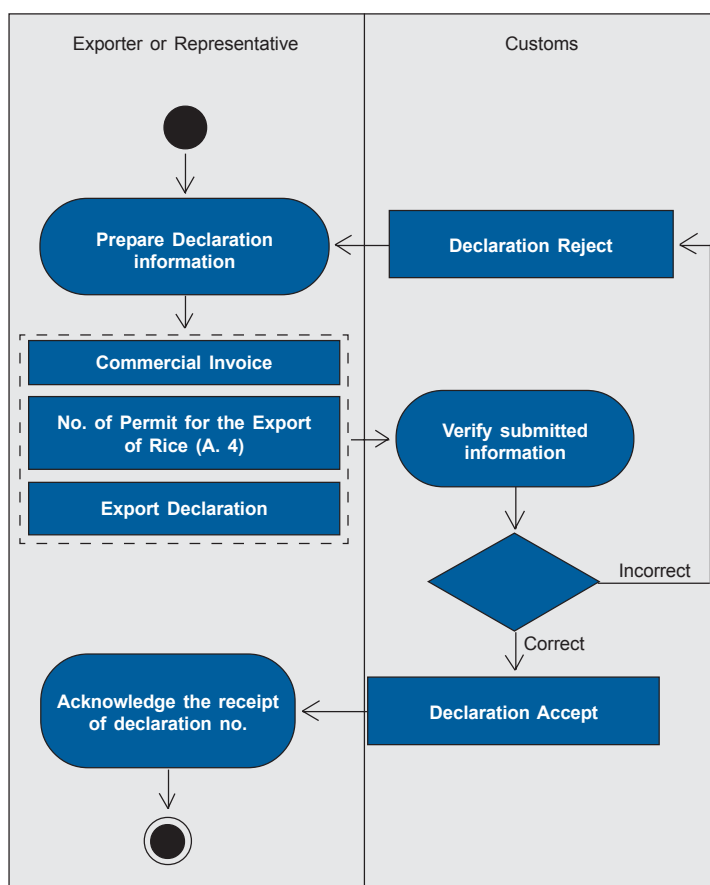 Exporter or Representative
Customs
Prepare Declaration
information
Declaration Reject
Commercial Invoice
No. of Permit for the Export
of Rice (A. 4)
Export Declaration
Verify submitted
information
Incorrect
Correct
Acknowledge the receipt
of declaration no.
Declaration Accept